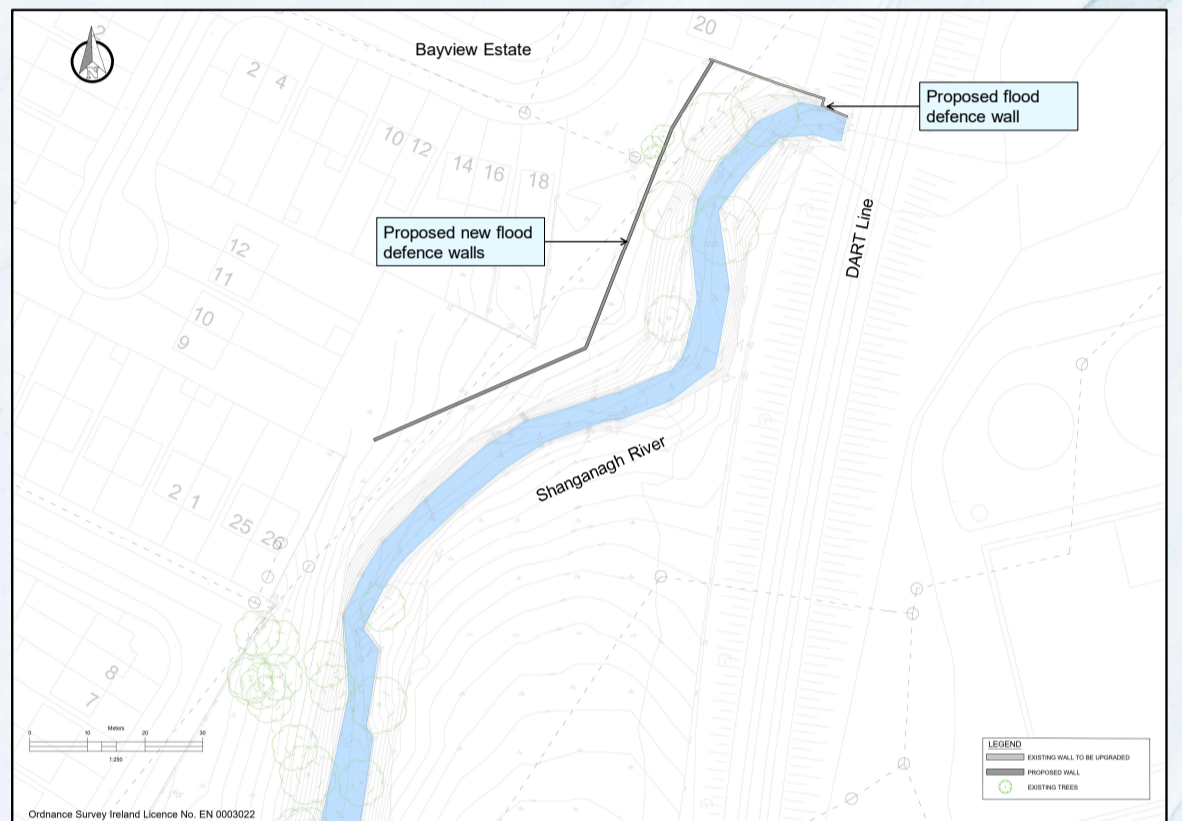 2
N
Bayview Estate
20
2 4
10 12
14 16
18
Proposed flood
defence wall
Proposed new flood
defence walls
DART Line
12
11
10
9
Shanganagh River
2 1
25 26
8
7
Meters
0 10 20 30
1:250
LEGEND
EXISTING WALL TO BE UPGRADED
PROPOSED WALL
EXISTING TREES
Ordnance Survey Ireland Licence No. EN 0003022